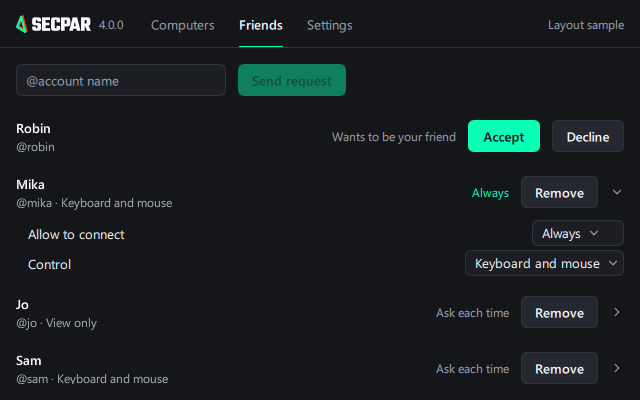 SECPAR 4.0.0 Computers Friends Settings Layout sample
@account name Send request
Robin
@robin
Wants to be your friend Accept Decline
Mika
@mika · Keyboard and mouse
Always Remove
Allow to connect Always
Control Keyboard and mouse
Jo
@jo · View only
Ask each time Remove
Sam
@sam · Keyboard and mouse
Ask each time Remove